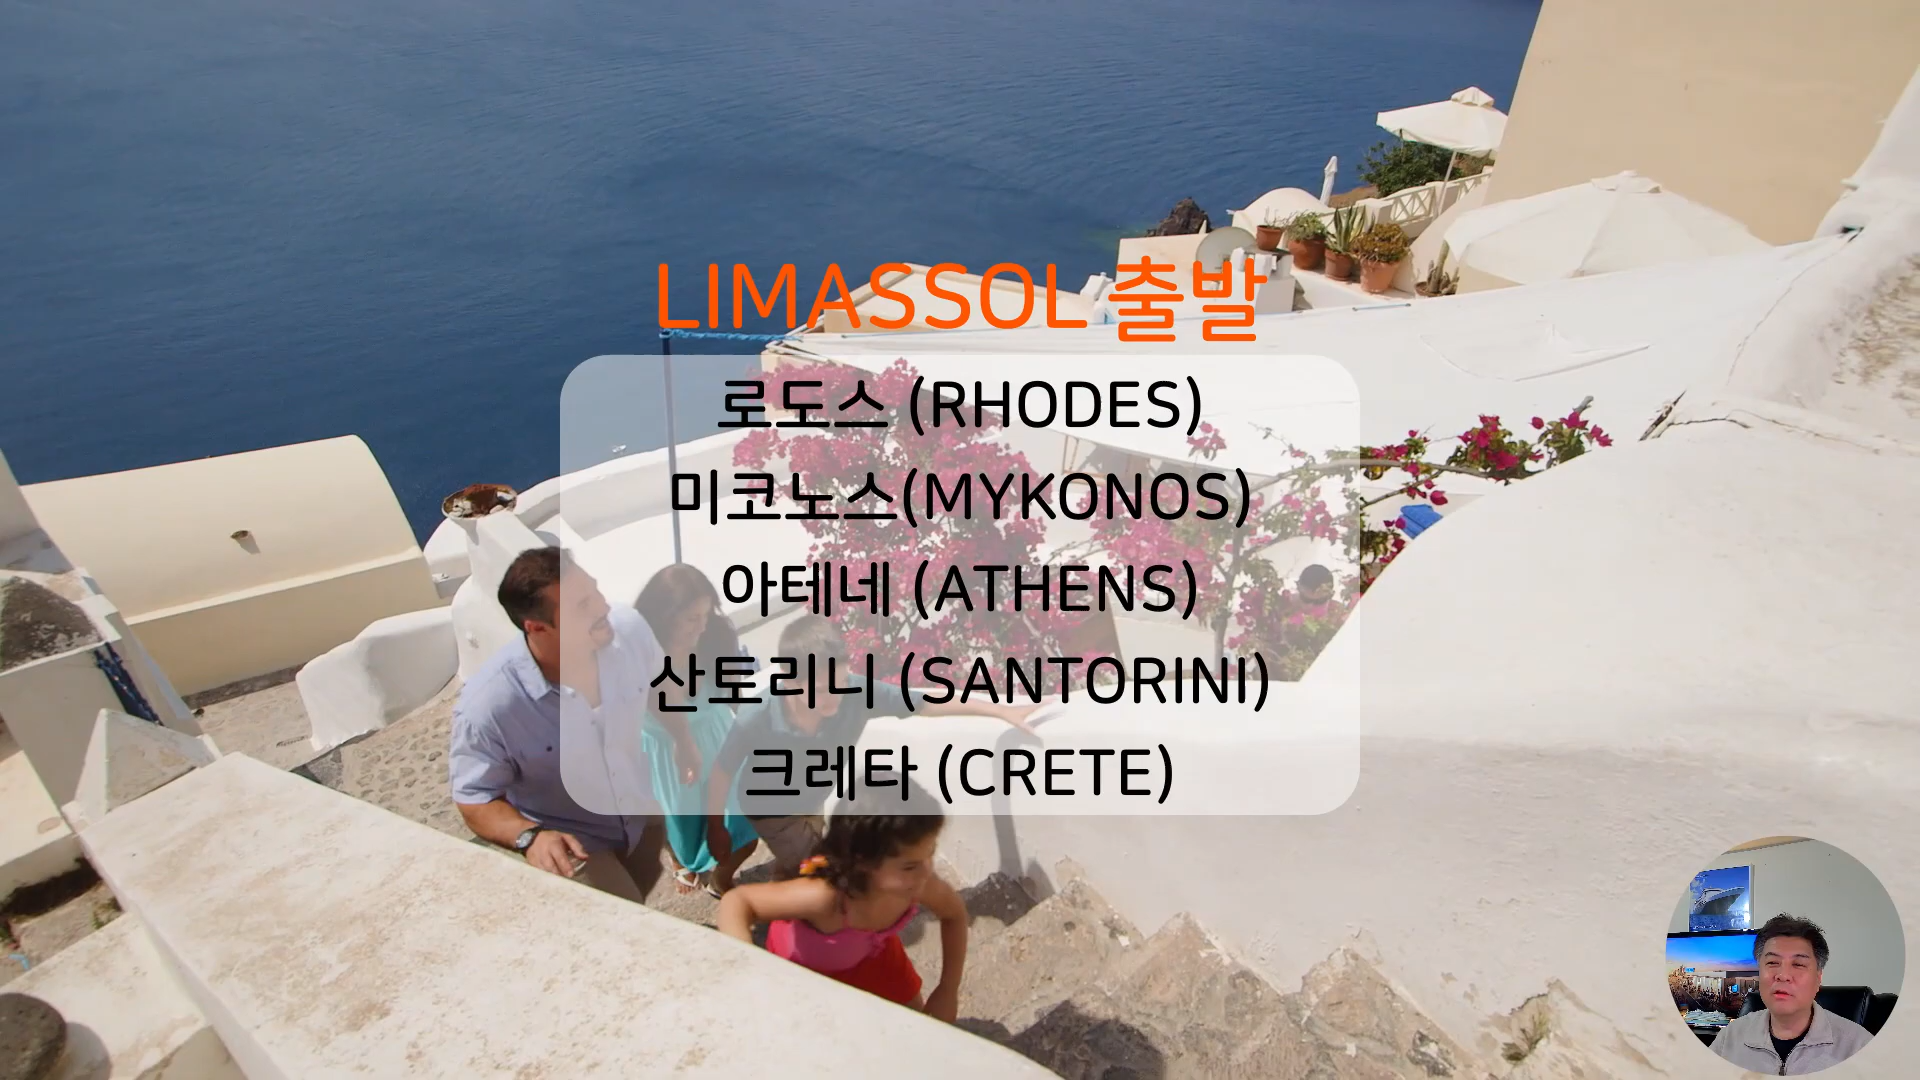 LIMASSOL 출발
로도스 (RHODES)
미코노스(MYKONOS)
아테네 (ATHENS)
산토리니 (SANTORINI)
크레타 (CRETE)